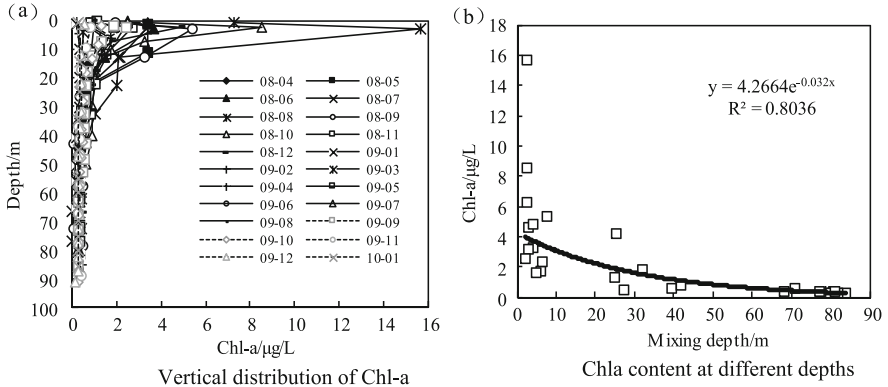 (a)
0
10
20
30
40
50
60
70
80
90
100
Depth/m
08-04 08-05
08-06 08-07
08-08 08-09
08-10 08-11
08-12 09-01
09-02 09-03
09-04 09-05
09-06 09-07
09-08 09-09
09-10 09-11
09-12 10-01
0 2 4 6 8 10 12 14 16
Chl-a/μg/L
Vertical distribution of Chl-a
(b)
18
16
14
12
10
8
6
4
2
0
Chl-a/μg/L
y = 4.2664e-0.032x
R² = 0.8036
0 10 20 30 40 50 60 70 80 90
Mixing depth/m
Chla content at different depths